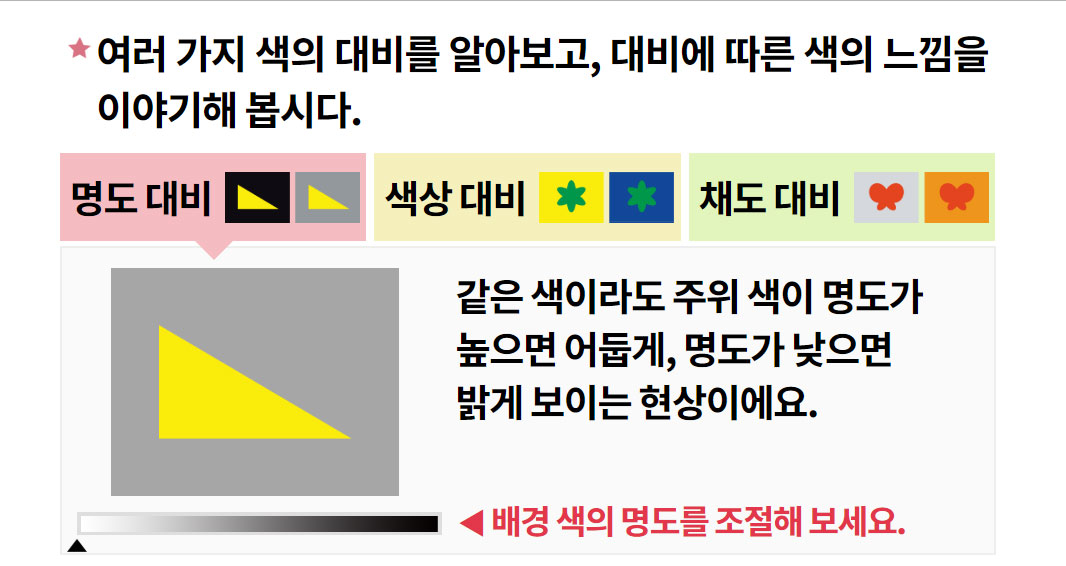 ★ 여러 가지 색의 대비를 알아보고, 대비에 따른 색의 느낌을
이야기해 봅시다.
명도 대비
색상 대비
채도 대비
같은 색이라도 주위 색이 명도가
높으면 어둡게, 명도가 낮으면
밝게 보이는 현상이에요.
◀ 배경 색의 명도를 조절해 보세요.